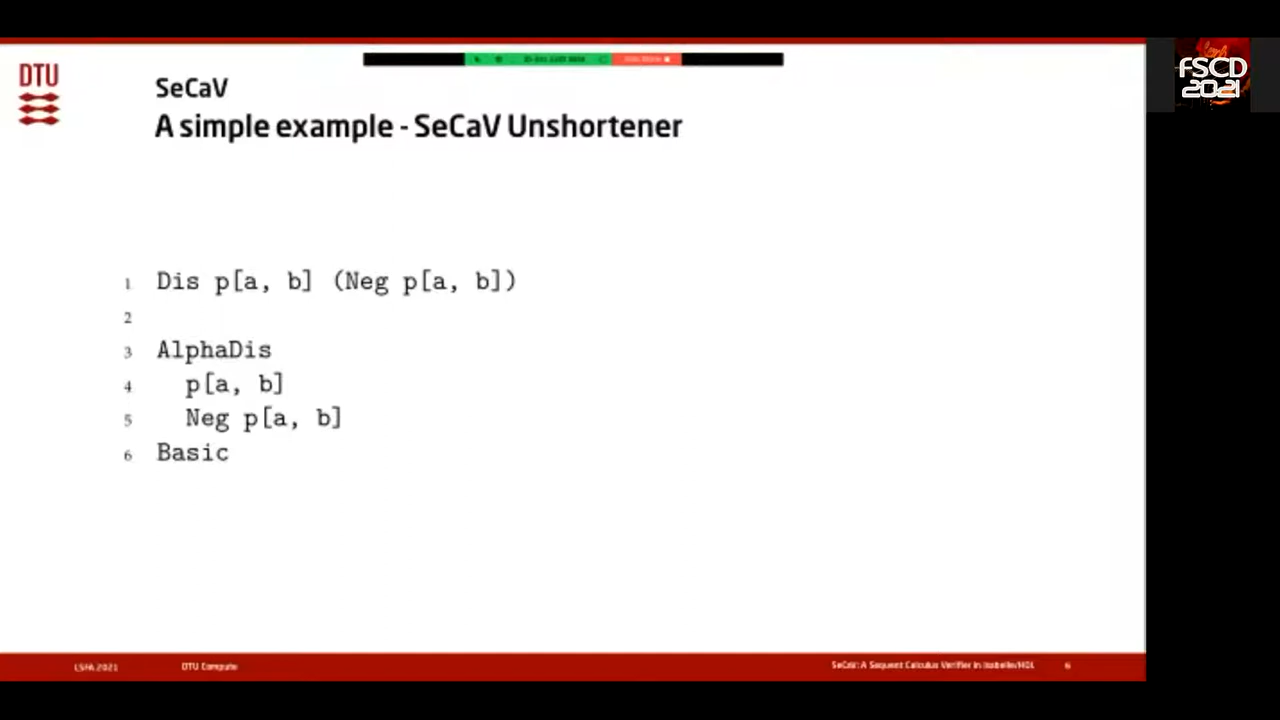 DTU
SeCaV
A simple example - SeCaV Unshortener
FSCD
2021
1 Dis p[a, b] (Neg p[a, b])
2
3 AlphaDis
4 p[a, b]
5 Neg p[a, b]
6 Basic
LSFA 2021 DTU Compute SeCaV: A Sequent Calculus Verifier in Isabelle/HOL 6